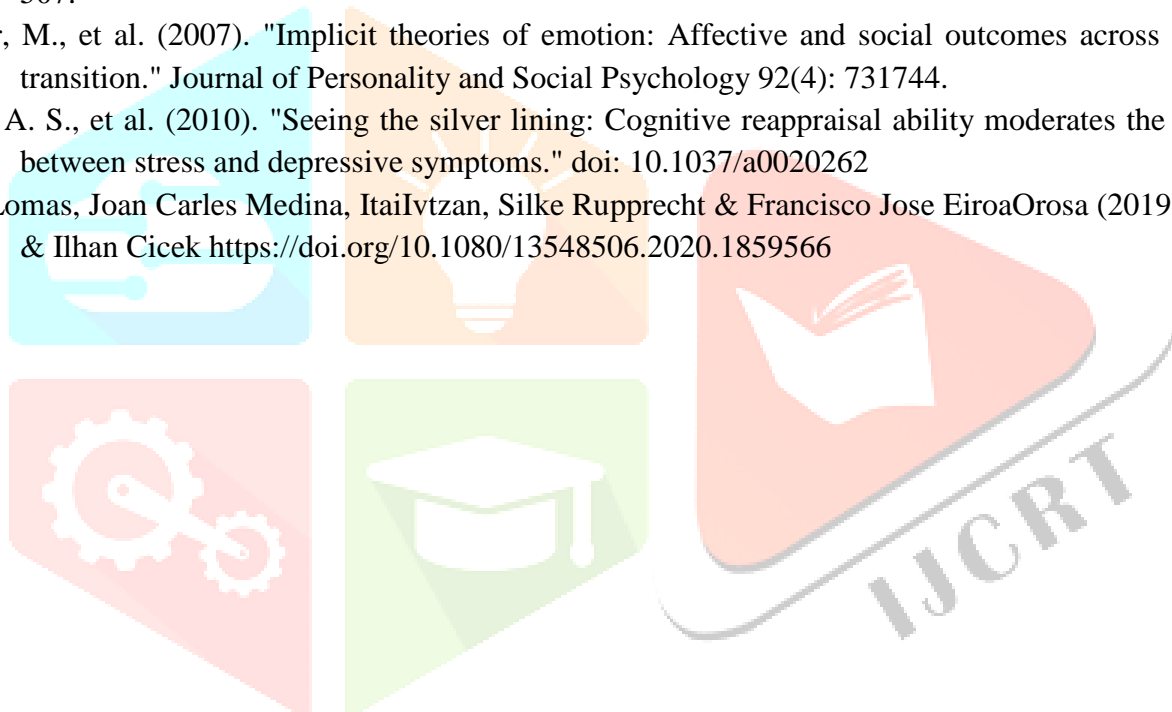 307.
, M., et al. (2007). "Implicit theories of emotion: Affective and social outcomes across
transition." Journal of Personality and Social Psychology 92(4): 731744.
A. S., et al. (2010). "Seeing the silver lining: Cognitive reappraisal ability moderates the
between stress and depressive symptoms." doi: 10.1037/a0020262
Lomas, Joan Carles Medina, ItaiIvtzan, Silke Rupprecht & Francisco Jose EiroaOrosa (2019
& Ilhan Cicek https://doi.org/10.1080/13548506.2020.1859566
IJCRT